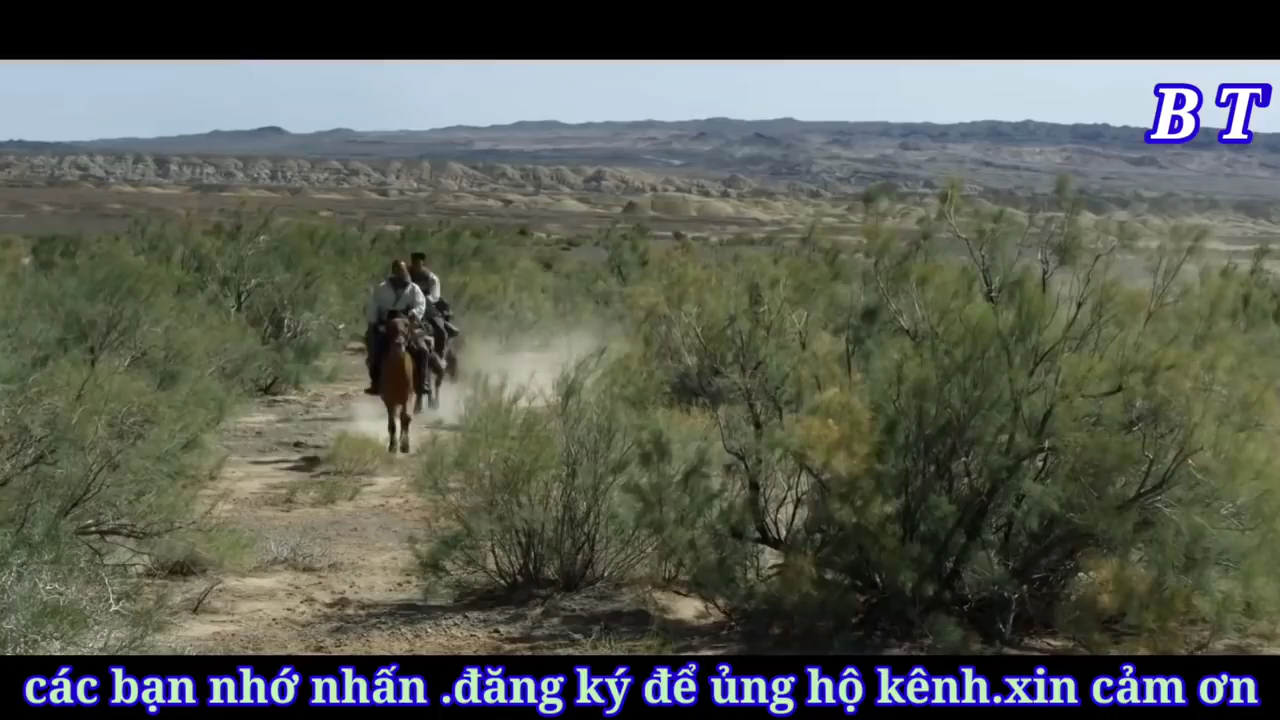 B T
các bạn nhớ nhấn .đăng ký để ủng hộ kênh.xin cảm ơn